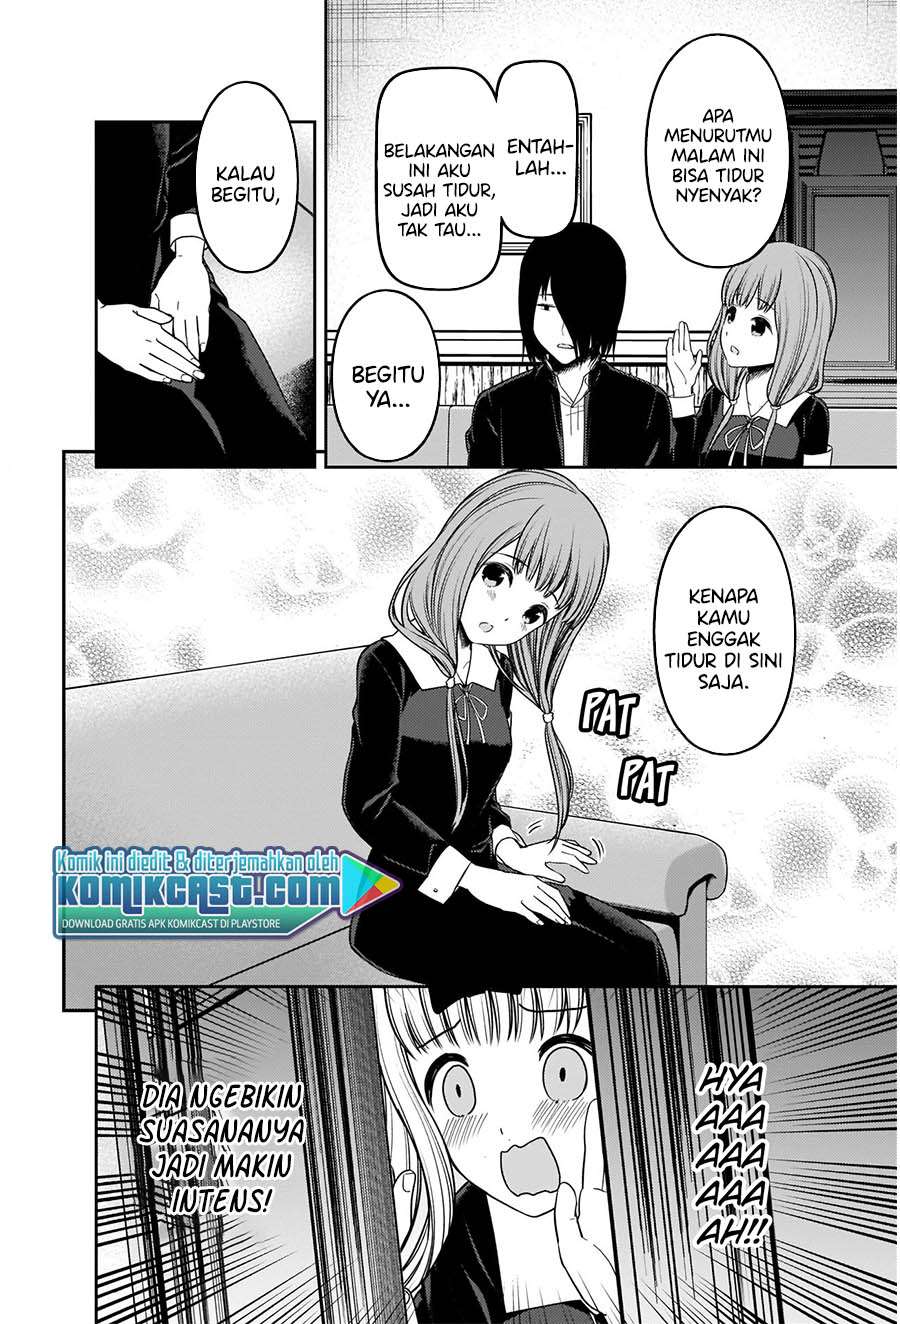 APA
MENURUTMU
MALAM INI
BISA TIDUR
NYENYAK?
ENTAH-
LAH...
BELAKANGAN
INI AKU
SUSAH TIDUR,
JADI AKU
TAK TAU...
BEGITU
YA...
KALAU
BEGITU,
KENAPA
KAMU
ENGGAK
TIDUR DI SINI
SAJA.
PAT
PAT
Komik ini diedit & diterjemahkan oleh
KOMIKCAST.COM
DOWNLOAD GRATIS APK KOMIKCAST DI PLAYSTORE
HYA
AAA
AAA
AAA
AH!!
DIA NGEBIKIN
SUASANANYA
JADI MAKIN
INTENS!